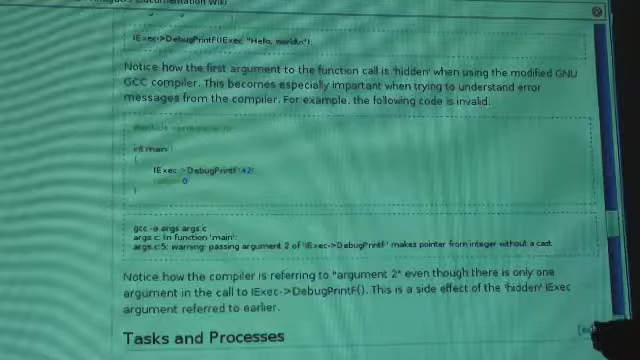 Documentation Wiki
IExec->DebugPrintF(IExec, "Hello, world\n");
Notice how the first argument to the function call is 'hidden' when using the modified GNU
GCC compiler. This becomes especially important when trying to understand error
messages from the compiler. For example, the following code is invalid.
int main()
{
IExec->DebugPrintF(42);
return 0;
}
gcc -o args args.c
args.c: In function 'main':
args.c:5: warning: passing argument 2 of 'IExec->DebugPrintF' makes pointer from integer without a cast
Notice how the compiler is referring to "argument 2" even though there is only one
argument in the call to IExec->DebugPrintF(). This is a side effect of the 'hidden' IExec
argument referred to earlier.
Tasks and Processes